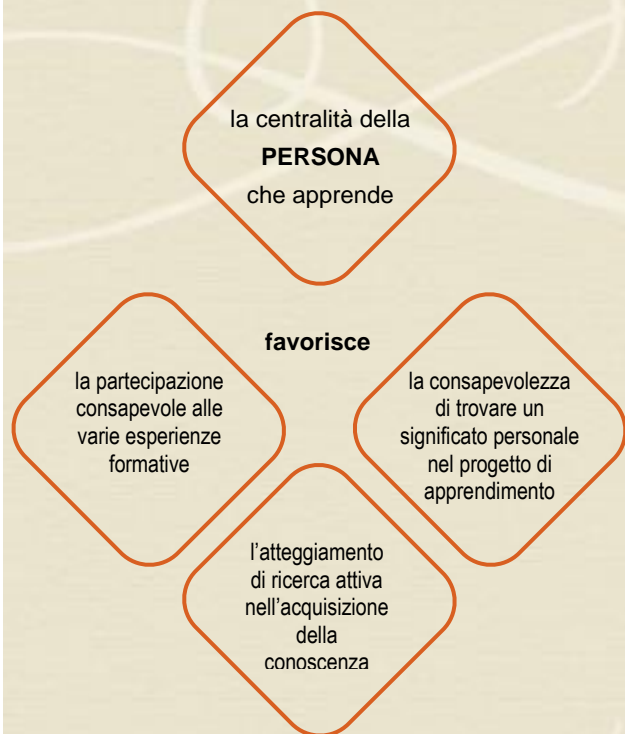 la centralità della
PERSONA
che apprende
favorisce
la partecipazione
consapevole alle
varie esperienze
formative
la consapevolezza
di trovare un
significato personale
nel progetto di
apprendimento
l’atteggiamento
di ricerca attiva
nell’acquisizione
della
conoscenza